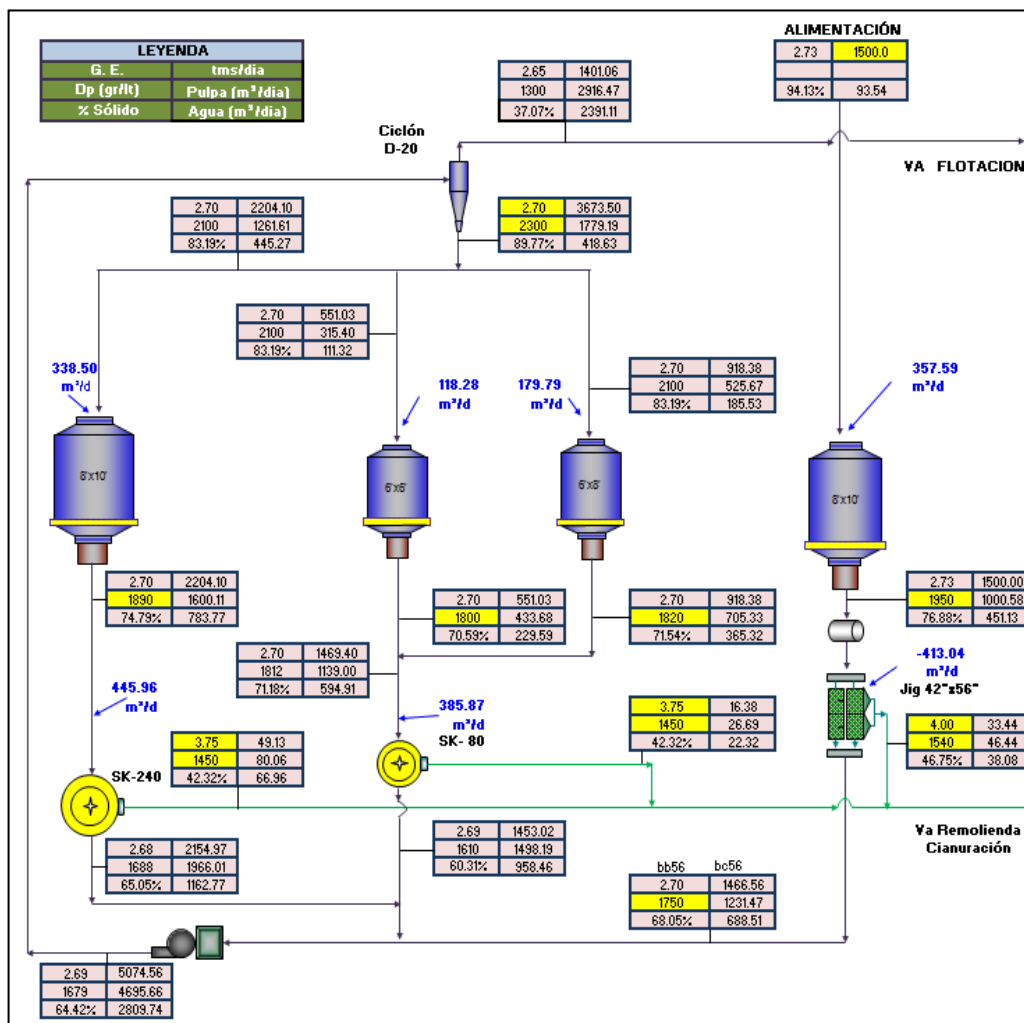 LEYENDA
G. E. tms/dia
Dp (gr/lt) Pulpa (m³/dia)
% Sólido Agua (m³/dia)
ALIMENTACIÓN
2.73 1500.0
94.13% 93.54
2.65 1401.06
1300 2916.47
37.07% 2391.11
Ciclón
D-20
VA FLOTACION
2.70 2204.10
2100 1261.61
83.19% 445.27
2.70 3673.50
2300 1779.19
89.77% 418.63
2.70 551.03
2100 315.40
83.19% 111.32
2.70 918.38
2100 525.67
83.19% 185.53
338.50
m³/d
118.28
m³/d
179.79
m³/d
357.59
m³/d
8'x10'
6'x6'
6'x8'
8'x10'
2.70 2204.10
1890 1600.11
74.79% 783.77
2.70 551.03
1800 433.68
70.59% 229.59
2.70 918.38
1820 705.33
71.54% 365.32
2.73 1500.00
1950 1000.58
76.88% 451.13
2.70 1469.40
1812 1139.00
71.18% 594.91
-413.04
m³/d
Jig 42"x56"
445.96
m³/d
385.87
m³/d
SK- 80
3.75 16.38
1450 26.69
42.32% 22.32
4.00 33.44
1540 46.44
46.75% 38.08
3.75 49.13
1450 80.06
42.32% 66.96
SK-240
Va Remolienda
Cianuración
2.68 2154.97
1688 1966.01
65.05% 1162.77
2.69 1453.02
1610 1498.19
60.31% 958.46
bb56 bc56
2.70 1466.56
1750 1231.47
68.05% 688.51
2.69 5074.56
1679 4695.66
64.42% 2809.74